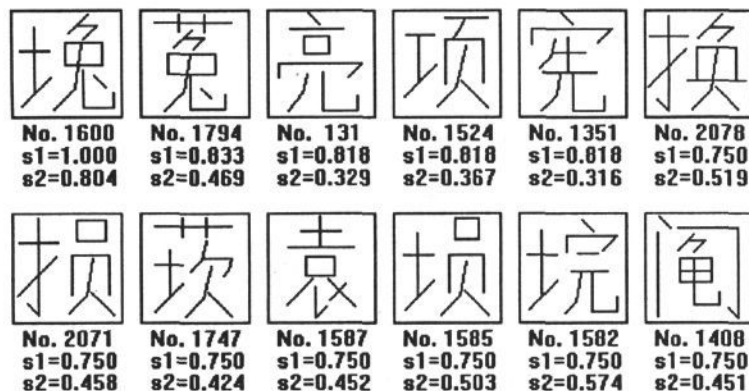 堍 菟 亮 项 宪 换
No. 1600 No. 1794 No. 131 No. 1524 No. 1351 No. 2078
s1=1.000 s1=0.833 s1=0.818 s1=0.818 s1=0.818 s1=0.750
s2=0.804 s2=0.469 s2=0.329 s2=0.367 s2=0.316 s2=0.519
损 莰 袁 埙 垸 阉
No. 2071 No. 1747 No. 1587 No. 1585 No. 1582 No. 1408
s1=0.750 s1=0.750 s1=0.750 s1=0.750 s1=0.750 s1=0.750
s2=0.458 s2=0.424 s2=0.452 s2=0.503 s2=0.574 s2=0.451